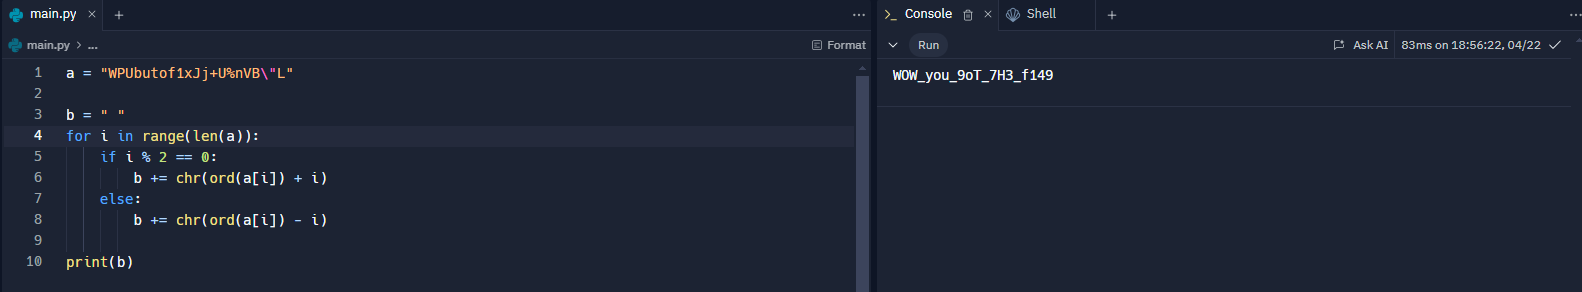 main.py × +
main.py > ...
Format
1 a = "WPUbutof1xJj+U%nVB\"L"
2
3 b = " "
4 for i in range(len(a)):
5 if i % 2 == 0:
6 b += chr(ord(a[i]) + i)
7 else:
8 b += chr(ord(a[i]) - i)
9
10 print(b)
Console × Shell +
Run
Ask AI 83ms on 18:56:22, 04/22
WOW_you_9oT_7H3_f149